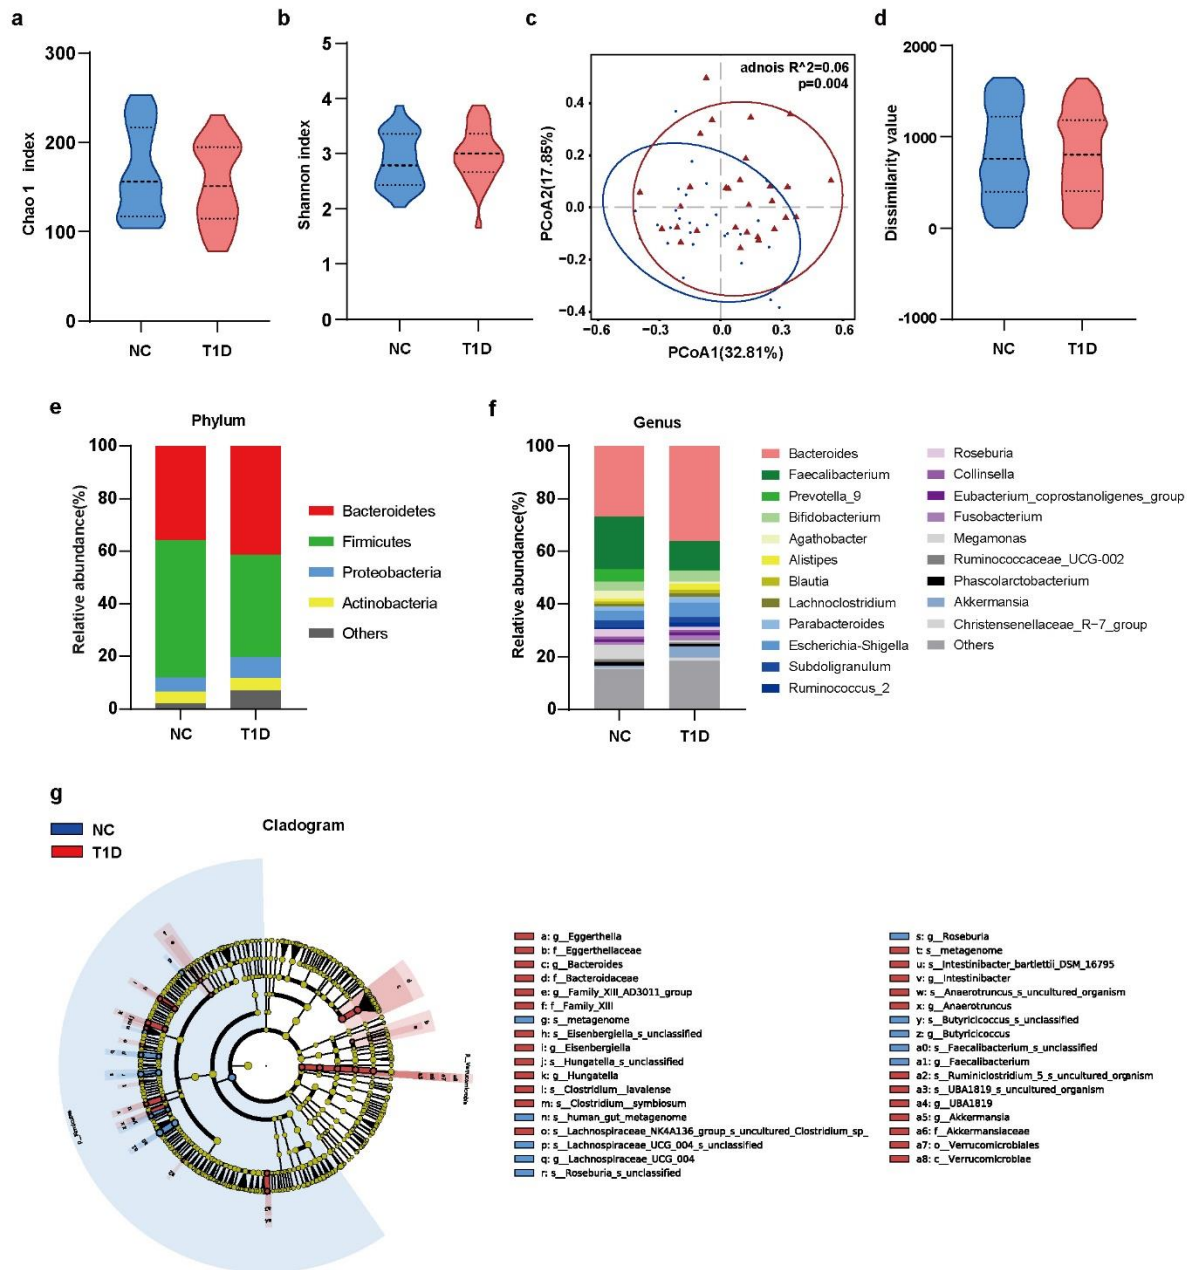 a
300
200
100
0
Chao 1 index
NC
T1D
b
5
4
3
2
1
0
Shannon index
NC
T1D
c
adnois R^2=0.06
p=0.004
0.4
0.2
0.0
−0.2
−0.4
PCoA2(17.85%)
−0.6
−0.3
0.0
0.3
0.6
PCoA1(32.81%)
d
2000
1000
0
-1000
Dissimilarity value
NC
T1D
e
Phylum
100
80
60
40
20
0
Relative abundance(%)
NC
T1D
Bacteroidetes
Firmicutes
Proteobacteria
Actinobacteria
Others
f
Genus
100
80
60
40
20
0
Relative abundance(%)
NC
T1D
Bacteroides
Faecalibacterium
Prevotella_9
Bifidobacterium
Agathobacter
Alistipes
Blautia
Lachnoclostridium
Parabacteroides
Escherichia-Shigella
Subdoligranulum
Ruminococcus_2
Roseburia
Collinsella
Eubacterium_coprostanoligenes_group
Fusobacterium
Megamonas
Ruminococcaceae_UCG-002
Phascolarctobacterium
Akkermansia
Christensenellaceae_R−7_group
Others
g
NC
T1D
Cladogram
a: g__Eggerthella
b: f__Eggerthellaceae
c: g__Bacteroides
d: f__Bacteroidaceae
e: g__Family_XIII_AD3011_group
f: f__Family_XIII
g: s__metagenome
h: s__Eisenbergiella_s_unclassified
i: g__Eisenbergiella
j: s__Hungatella_s_unclassified
k: g__Hungatella
l: s__Clostridium__lavalense
m: s__Clostridium__symbiosum
n: s__human_gut_metagenome
o: s__Lachnospiraceae_NK4A136_group_s_uncultured_Clostridium_sp_
p: s__Lachnospiraceae_UCG_004_s_unclassified
q: g__Lachnospiraceae_UCG_004
r: s__Roseburia_s_unclassified
s: g__Roseburia
t: s__metagenome
u: s__Intestinibacter_bartlettii_DSM_16795
v: g__Intestinibacter
w: s__Anaerotruncus_s_uncultured_organism
x: g__Anaerotruncus
y: s__Butyricicoccus_s_unclassified
z: g__Butyricicoccus
a0: s__Faecalibacterium_s_unclassified
a1: g__Faecalibacterium
a2: s__Ruminiclostridium_5_s_uncultured_organism
a3: s__UBA1819_s_uncultured_organism
a4: g__UBA1819
a5: g__Akkermansia
a6: f__Akkermansiaceae
a7: o__Verrucomicrobiales
a8: c__Verrucomicrobiae